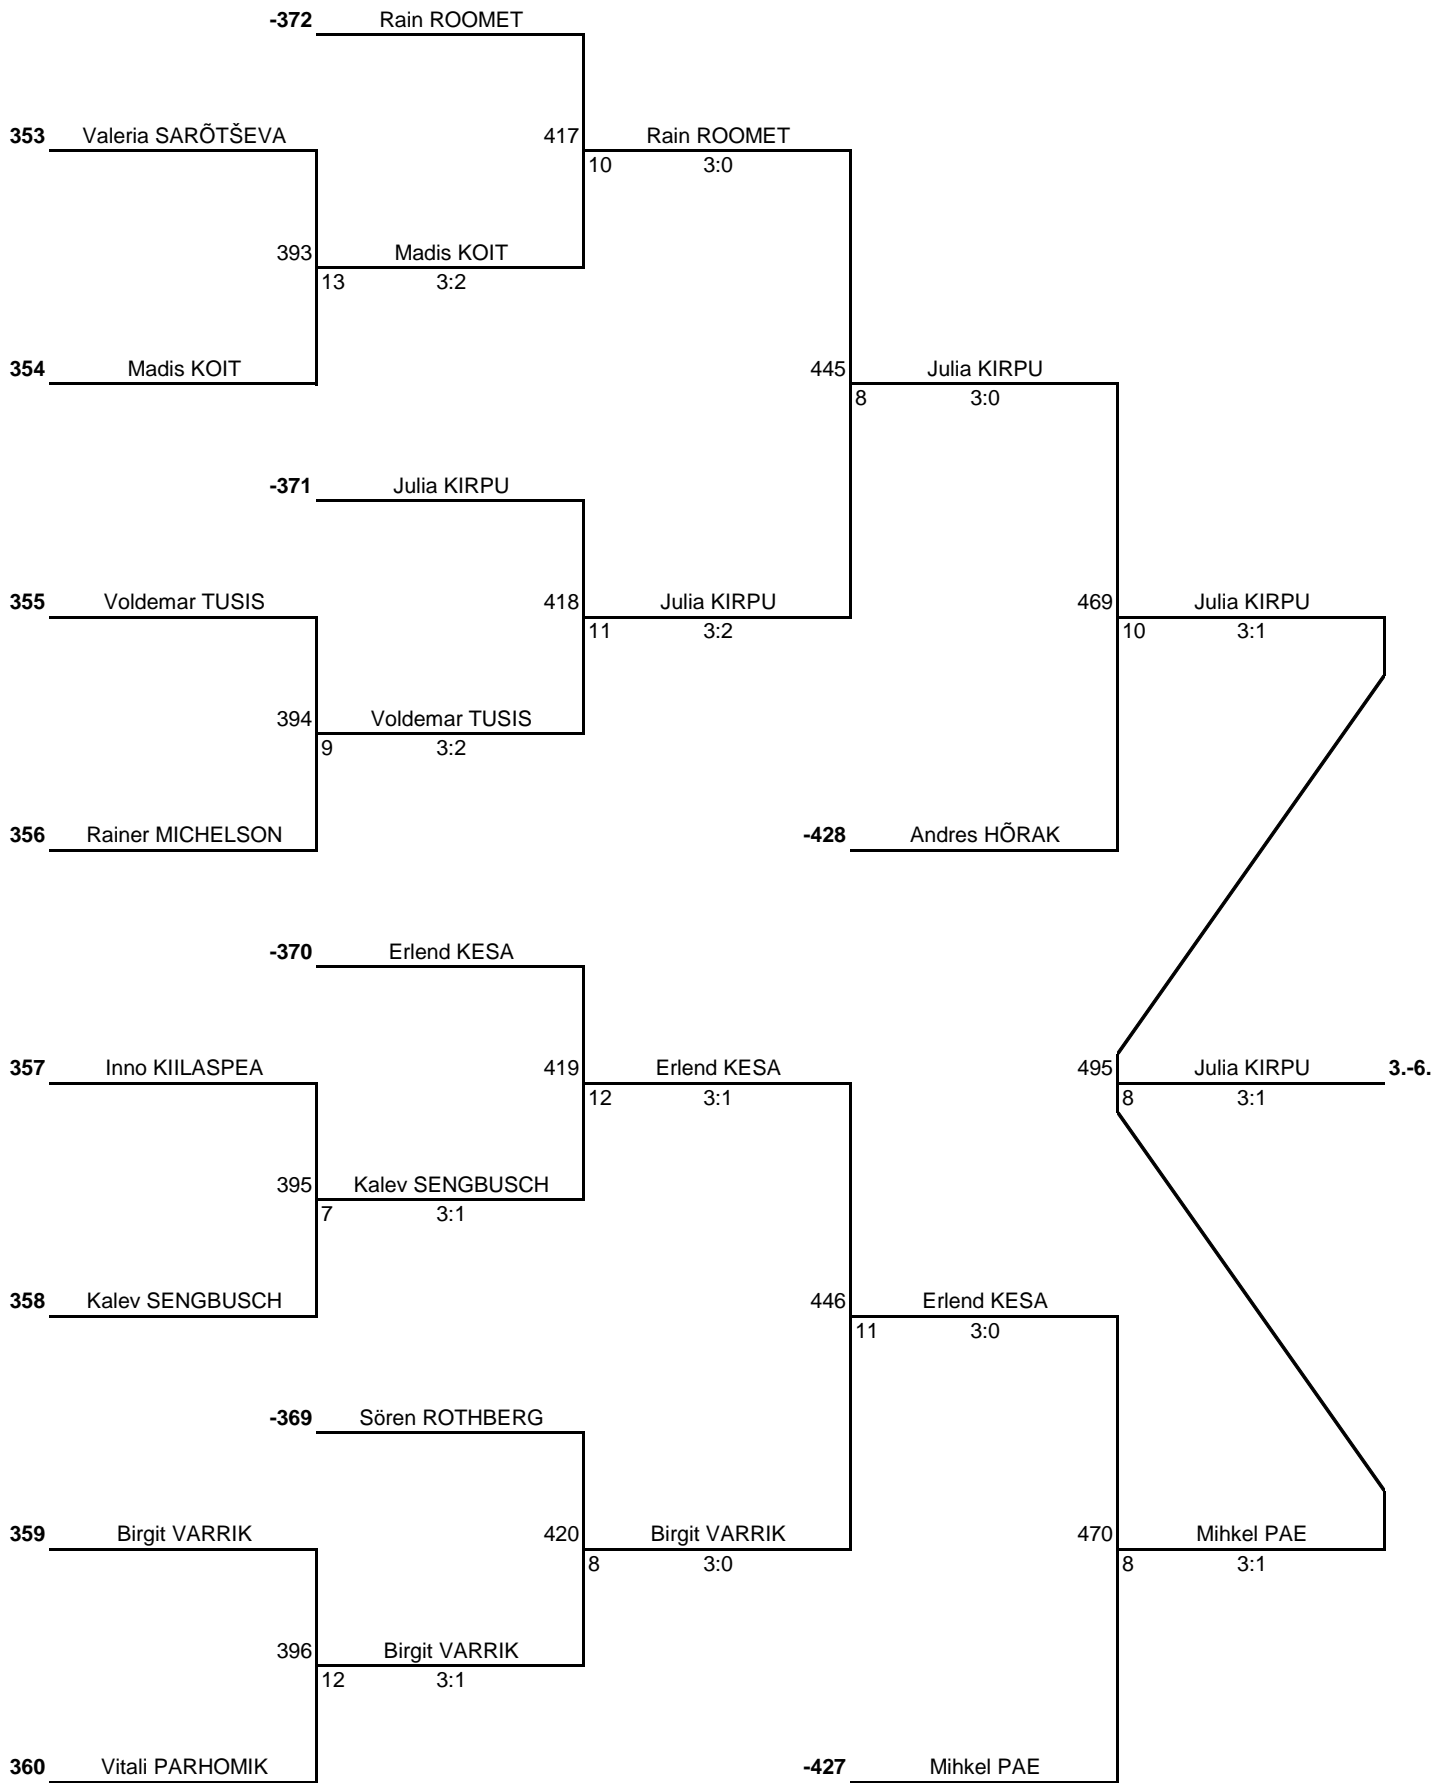 -372 Rain ROOMET
353 Valeria SARÕTŠEVA 417 Rain ROOMET
10 3:0
393 Madis KOIT
13 3:2
354 Madis KOIT 445 Julia KIRPU
8 3:0
-371 Julia KIRPU
355 Voldemar TUSIS 418 Julia KIRPU 469 Julia KIRPU
11 3:2 10 3:1
394 Voldemar TUSIS
9 3:2
356 Rainer MICHELSON -428 Andres HÕRAK
-370 Erlend KESA
357 Inno KIILASPEA 419 Erlend KESA 495 Julia KIRPU 3.-6.
12 3:1 8 3:1
395 Kalev SENGBUSCH
7 3:1
358 Kalev SENGBUSCH 446 Erlend KESA
11 3:0
-369 Sören ROTHBERG
359 Birgit VARRIK 420 Birgit VARRIK 470 Mihkel PAE
8 3:0 8 3:1
396 Birgit VARRIK
12 3:1
360 Vitali PARHOMIK -427 Mihkel PAE